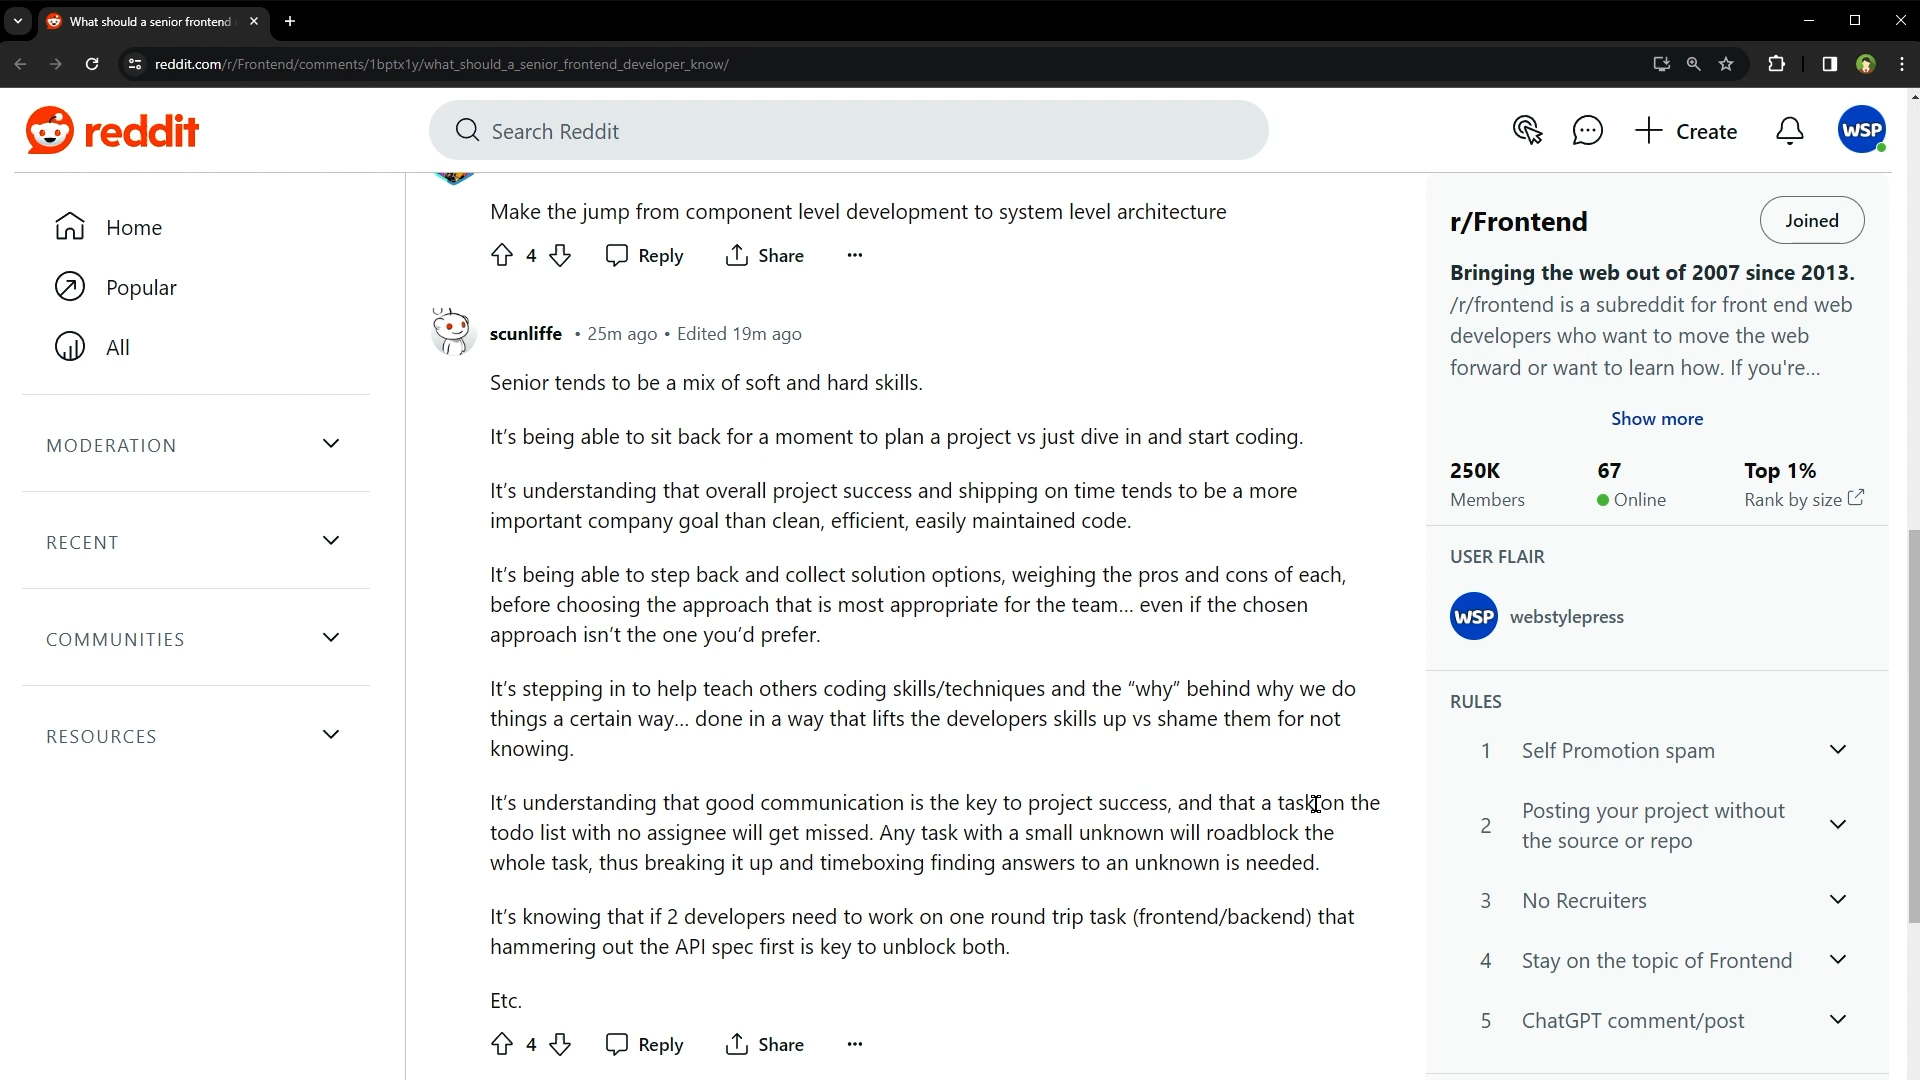 What should a senior frontend
reddit.com/r/Frontend/comments/1bptx1y/what_should_a_senior_frontend_developer_know/
reddit
Search Reddit
Create
WSP
Home
Popular
All
MODERATION
RECENT
COMMUNITIES
RESOURCES
Make the jump from component level development to system level architecture
4 Reply Share ...
scunliffe • 25m ago • Edited 19m ago
Senior tends to be a mix of soft and hard skills.
It’s being able to sit back for a moment to plan a project vs just dive in and start coding.
It’s understanding that overall project success and shipping on time tends to be a more
important company goal than clean, efficient, easily maintained code.
It’s being able to step back and collect solution options, weighing the pros and cons of each,
before choosing the approach that is most appropriate for the team... even if the chosen
approach isn’t the one you’d prefer.
It’s stepping in to help teach others coding skills/techniques and the “why” behind why we do
things a certain way... done in a way that lifts the developers skills up vs shame them for not
knowing.
It’s understanding that good communication is the key to project success, and that a task on the
todo list with no assignee will get missed. Any task with a small unknown will roadblock the
whole task, thus breaking it up and timeboxing finding answers to an unknown is needed.
It’s knowing that if 2 developers need to work on one round trip task (frontend/backend) that
hammering out the API spec first is key to unblock both.
Etc.
4 Reply Share ...
r/Frontend
Joined
Bringing the web out of 2007 since 2013.
/r/frontend is a subreddit for front end web
developers who want to move the web
forward or want to learn how. If you're...
Show more
250K 67 Top 1%
Members Online Rank by size
USER FLAIR
WSP webstylepress
RULES
1 Self Promotion spam
2 Posting your project without
the source or repo
3 No Recruiters
4 Stay on the topic of Frontend
5 ChatGPT comment/post